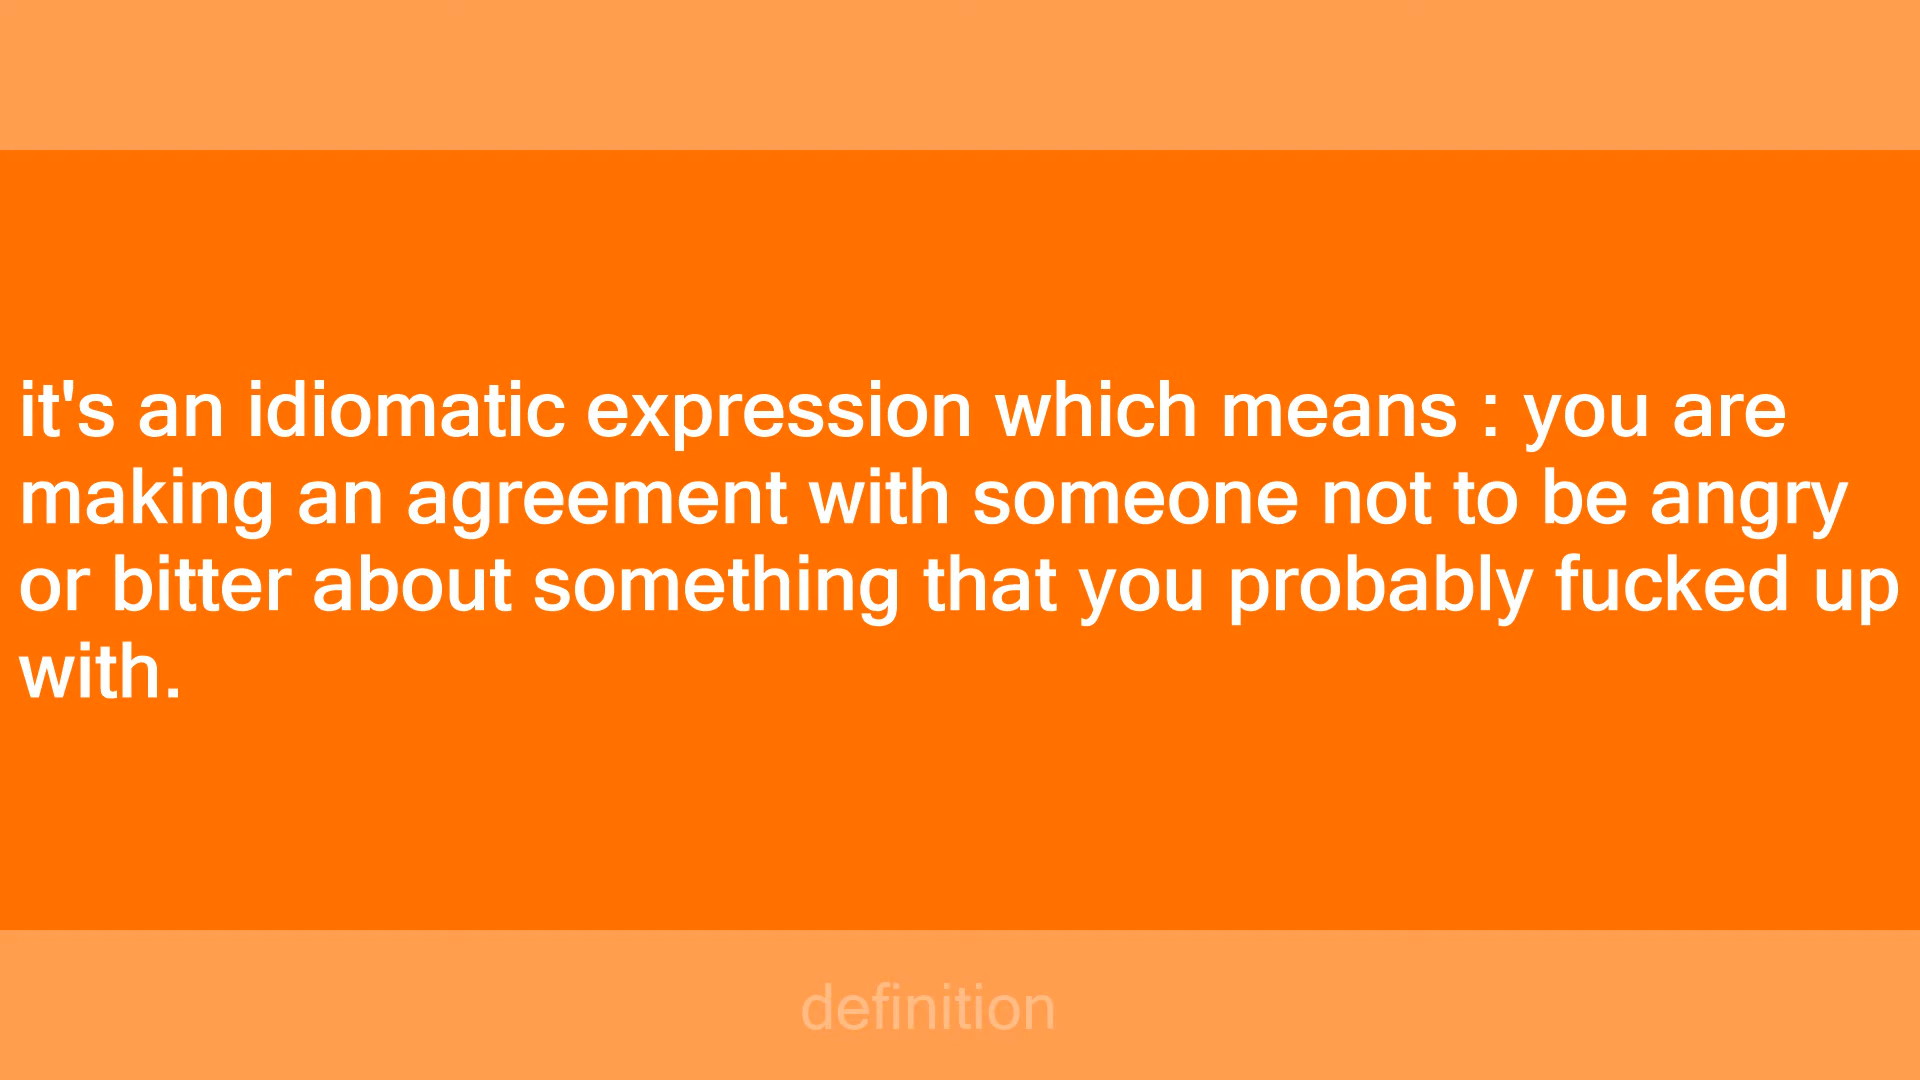 it's an idiomatic expression which means : you are
making an agreement with someone not to be angry
or bitter about something that you probably fucked up
with.
definition